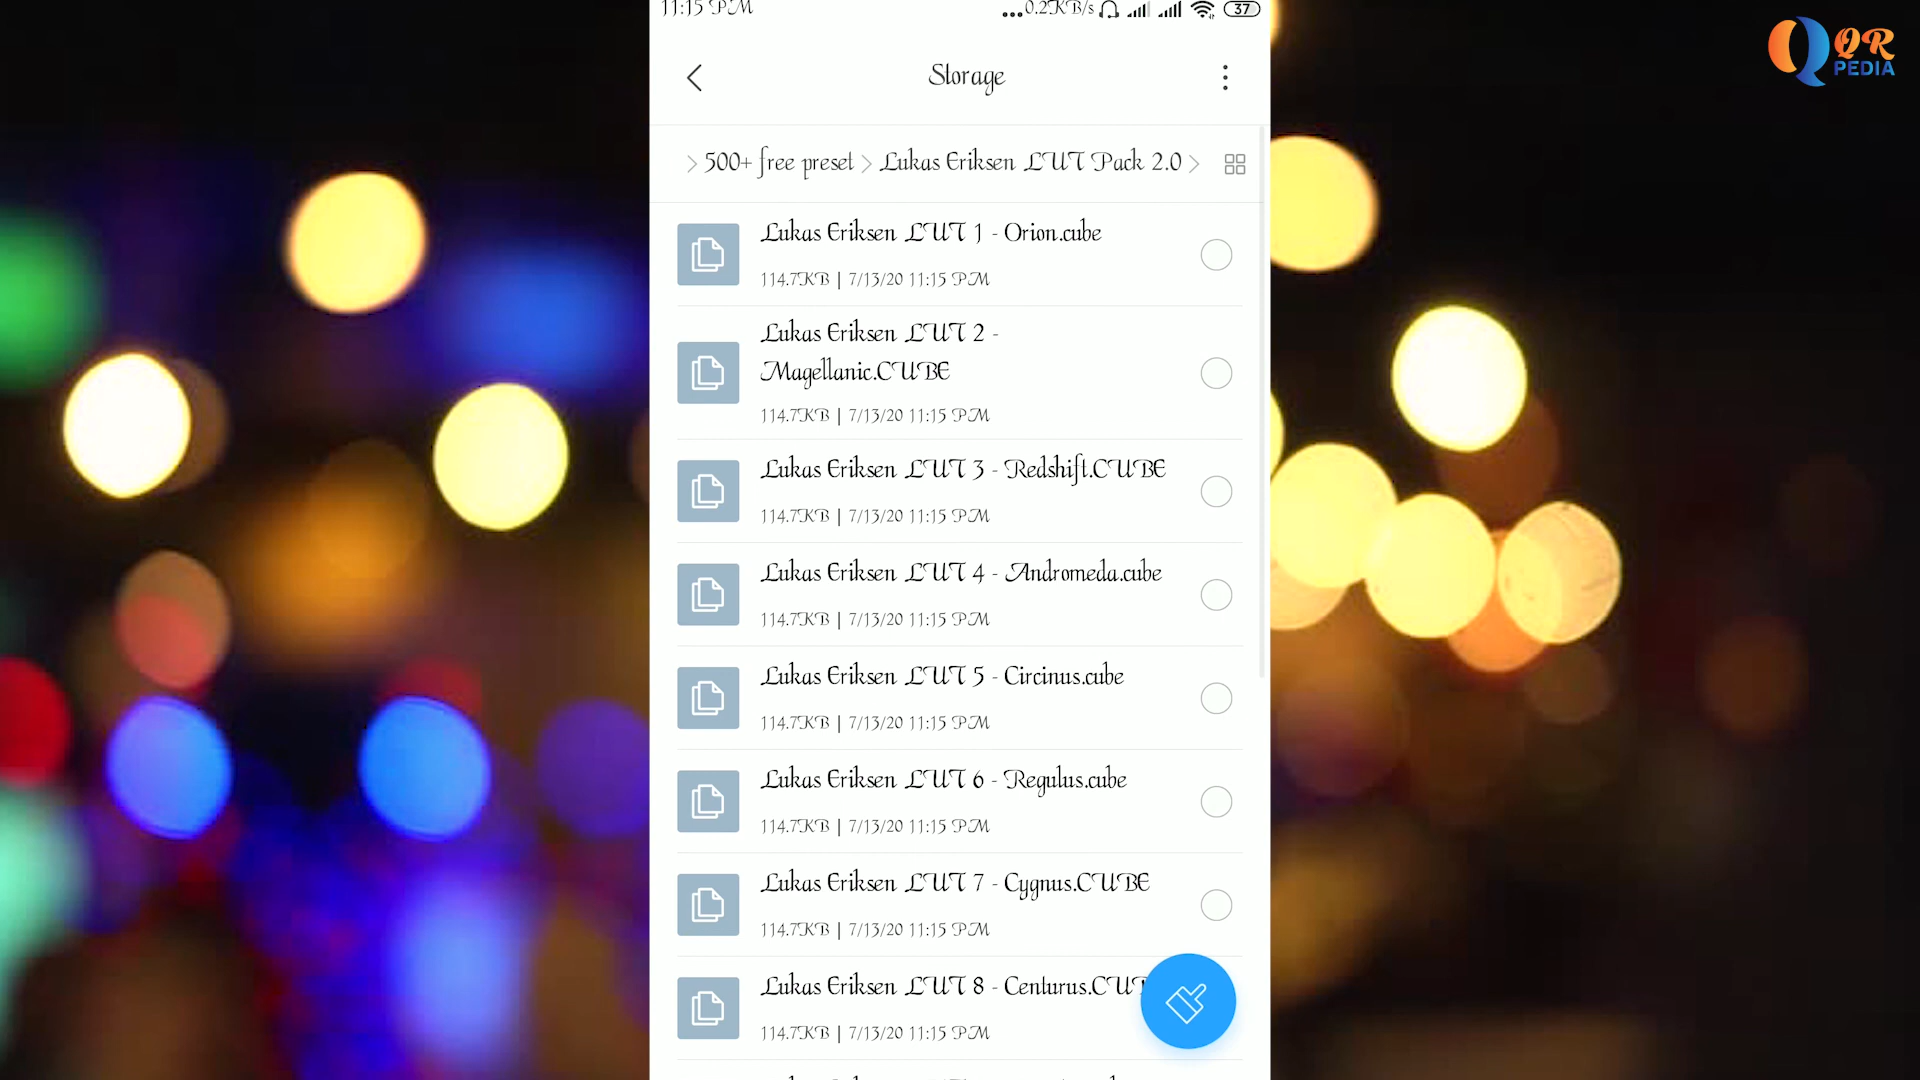 11:15 PM
...0.2KB/s
37
QR
PEDIA
Storage
500+ free preset
Lukas Eriksen LUT Pack 2.0
Lukas Eriksen LUT 1 - Orion.cube
114.7KB | 7/13/20 11:15 PM
Lukas Eriksen LUT 2 -
Magellanic.CUBE
114.7KB | 7/13/20 11:15 PM
Lukas Eriksen LUT 3 - Redshift.CUBE
114.7KB | 7/13/20 11:15 PM
Lukas Eriksen LUT 4 - Andromeda.cube
114.7KB | 7/13/20 11:15 PM
Lukas Eriksen LUT 5 - Circinus.cube
114.7KB | 7/13/20 11:15 PM
Lukas Eriksen LUT 6 - Regulus.cube
114.7KB | 7/13/20 11:15 PM
Lukas Eriksen LUT 7 - Cygnus.CUBE
114.7KB | 7/13/20 11:15 PM
Lukas Eriksen LUT 8 - Centurus.CU
114.7KB | 7/13/20 11:15 PM